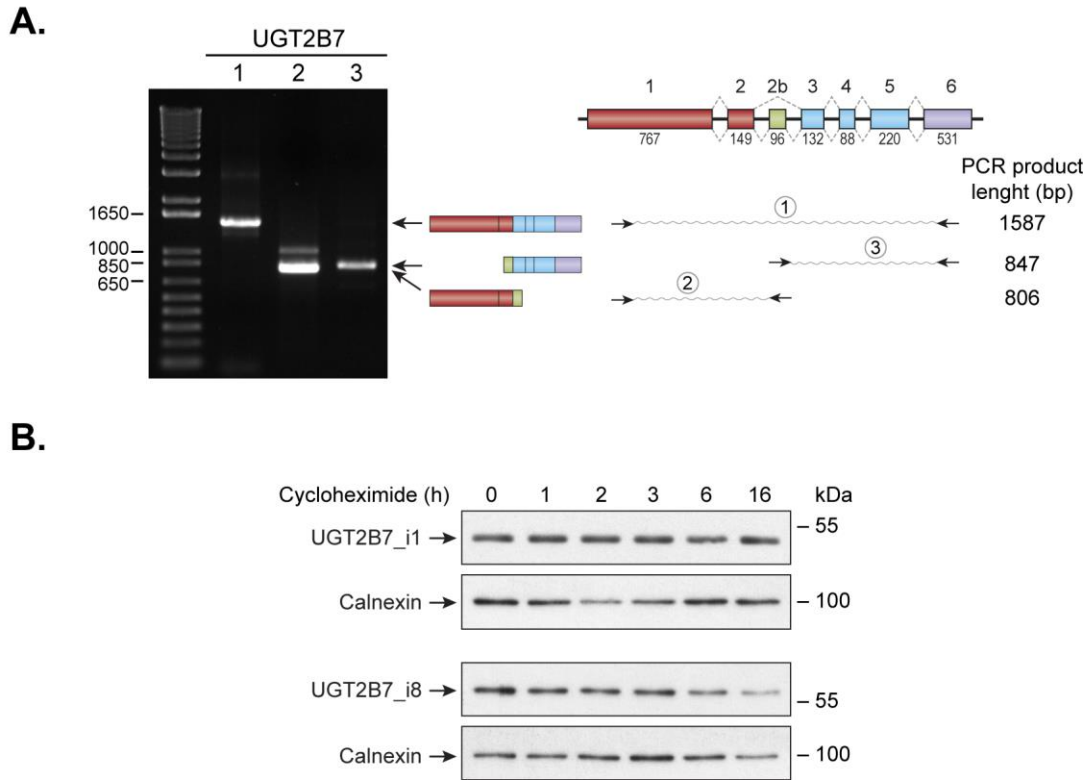 A.
UGT2B7
1 2 3
1650
1000
850
650
1 2 2b 3 4 5 6
767 149 96 132 88 220 531
PCR product
lenght (bp)
1 1587
3 847
2 806
B.
Cycloheximide (h) 0 1 2 3 6 16 kDa
UGT2B7_i1 55
Calnexin 100
UGT2B7_i8 55
Calnexin 100